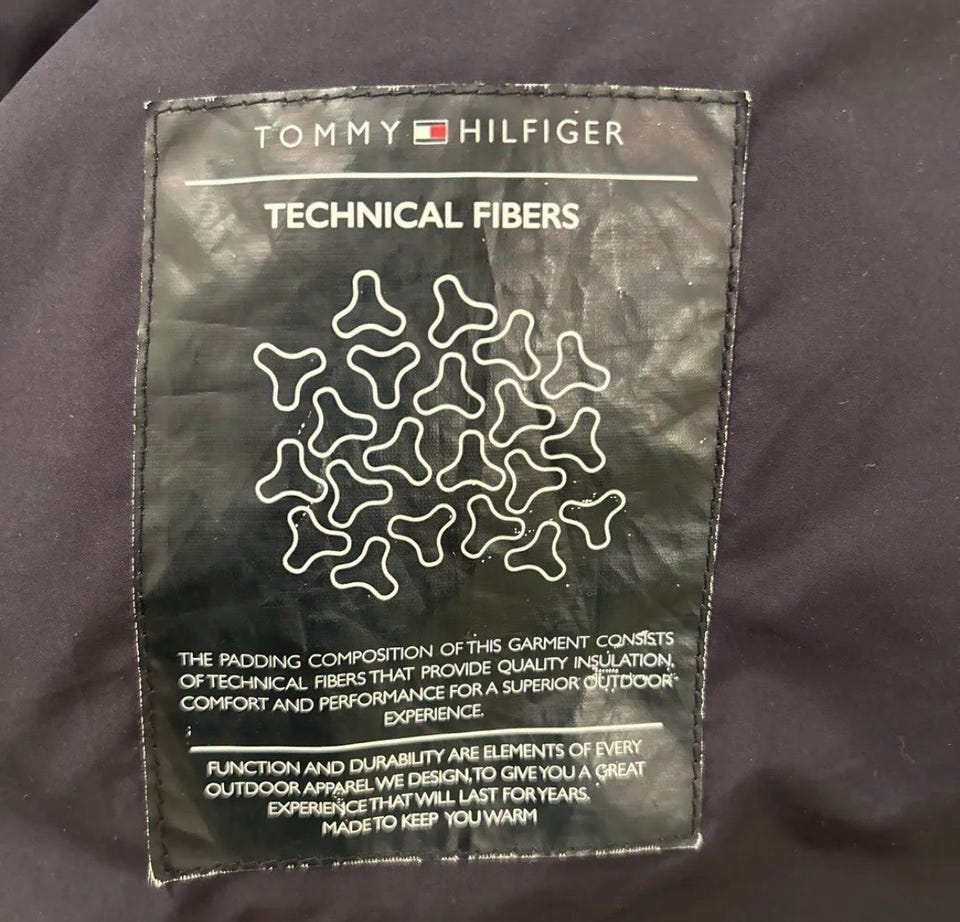 TOMMY HILFIGER
TECHNICAL FIBERS
THE PADDING COMPOSITION OF THIS GARMENT CONSISTS
OF TECHNICAL FIBERS THAT PROVIDE QUALITY INSULATION,
COMFORT AND PERFORMANCE FOR A SUPERIOR OUTDOOR
EXPERIENCE.
FUNCTION AND DURABILITY ARE ELEMENTS OF EVERY
OUTDOOR APPAREL WE DESIGN, TO GIVE YOU A GREAT
EXPERIENCE THAT WILL LAST FOR YEARS.
MADE TO KEEP YOU WARM